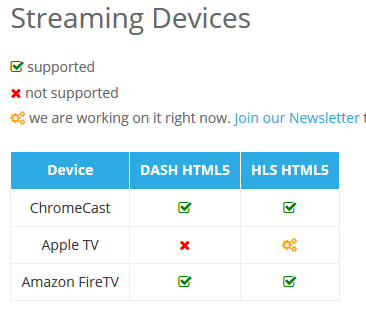 Streaming Devices
supported
not supported
we are working on it right now. Join our Newsletter
Device DASH HTML5 HLS HTML5
ChromeCast
Apple TV
Amazon FireTV